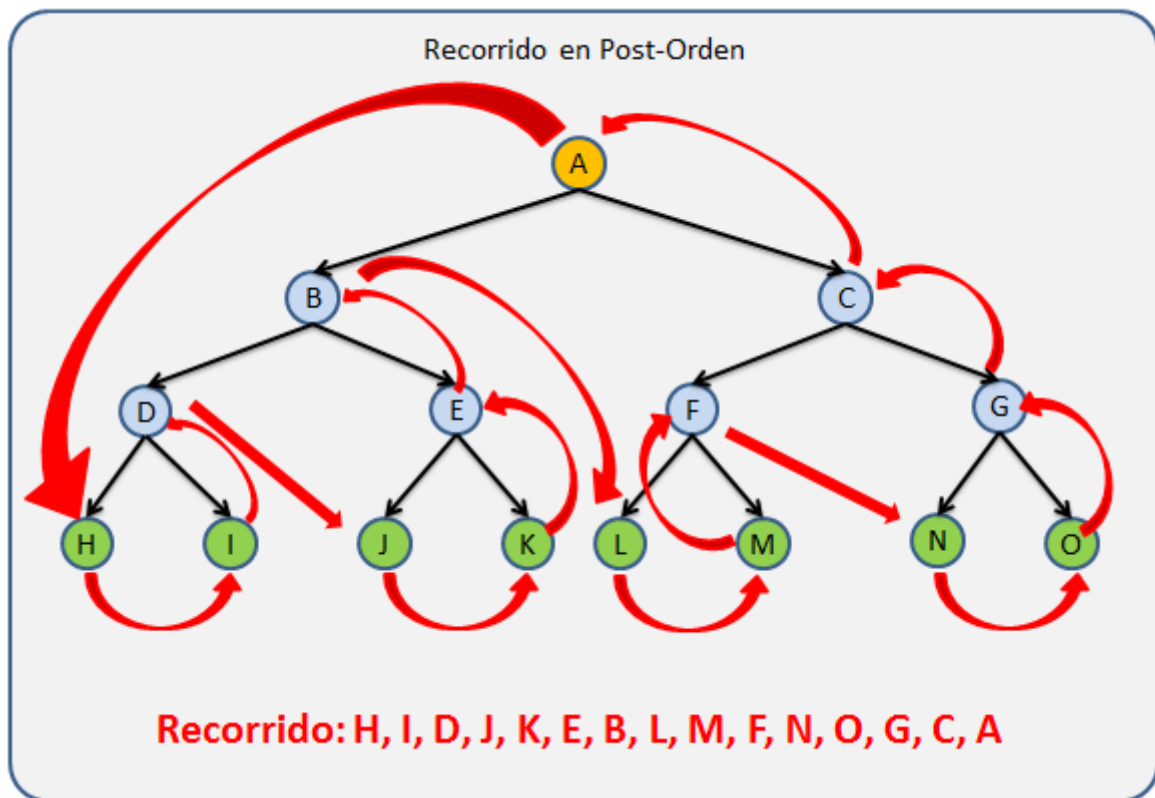 Recorrido en Post-Orden
A
B
C
D
E
F
G
H
I
J
K
L
M
N
O
Recorrido: H, I, D, J, K, E, B, L, M, F, N, O, G, C, A